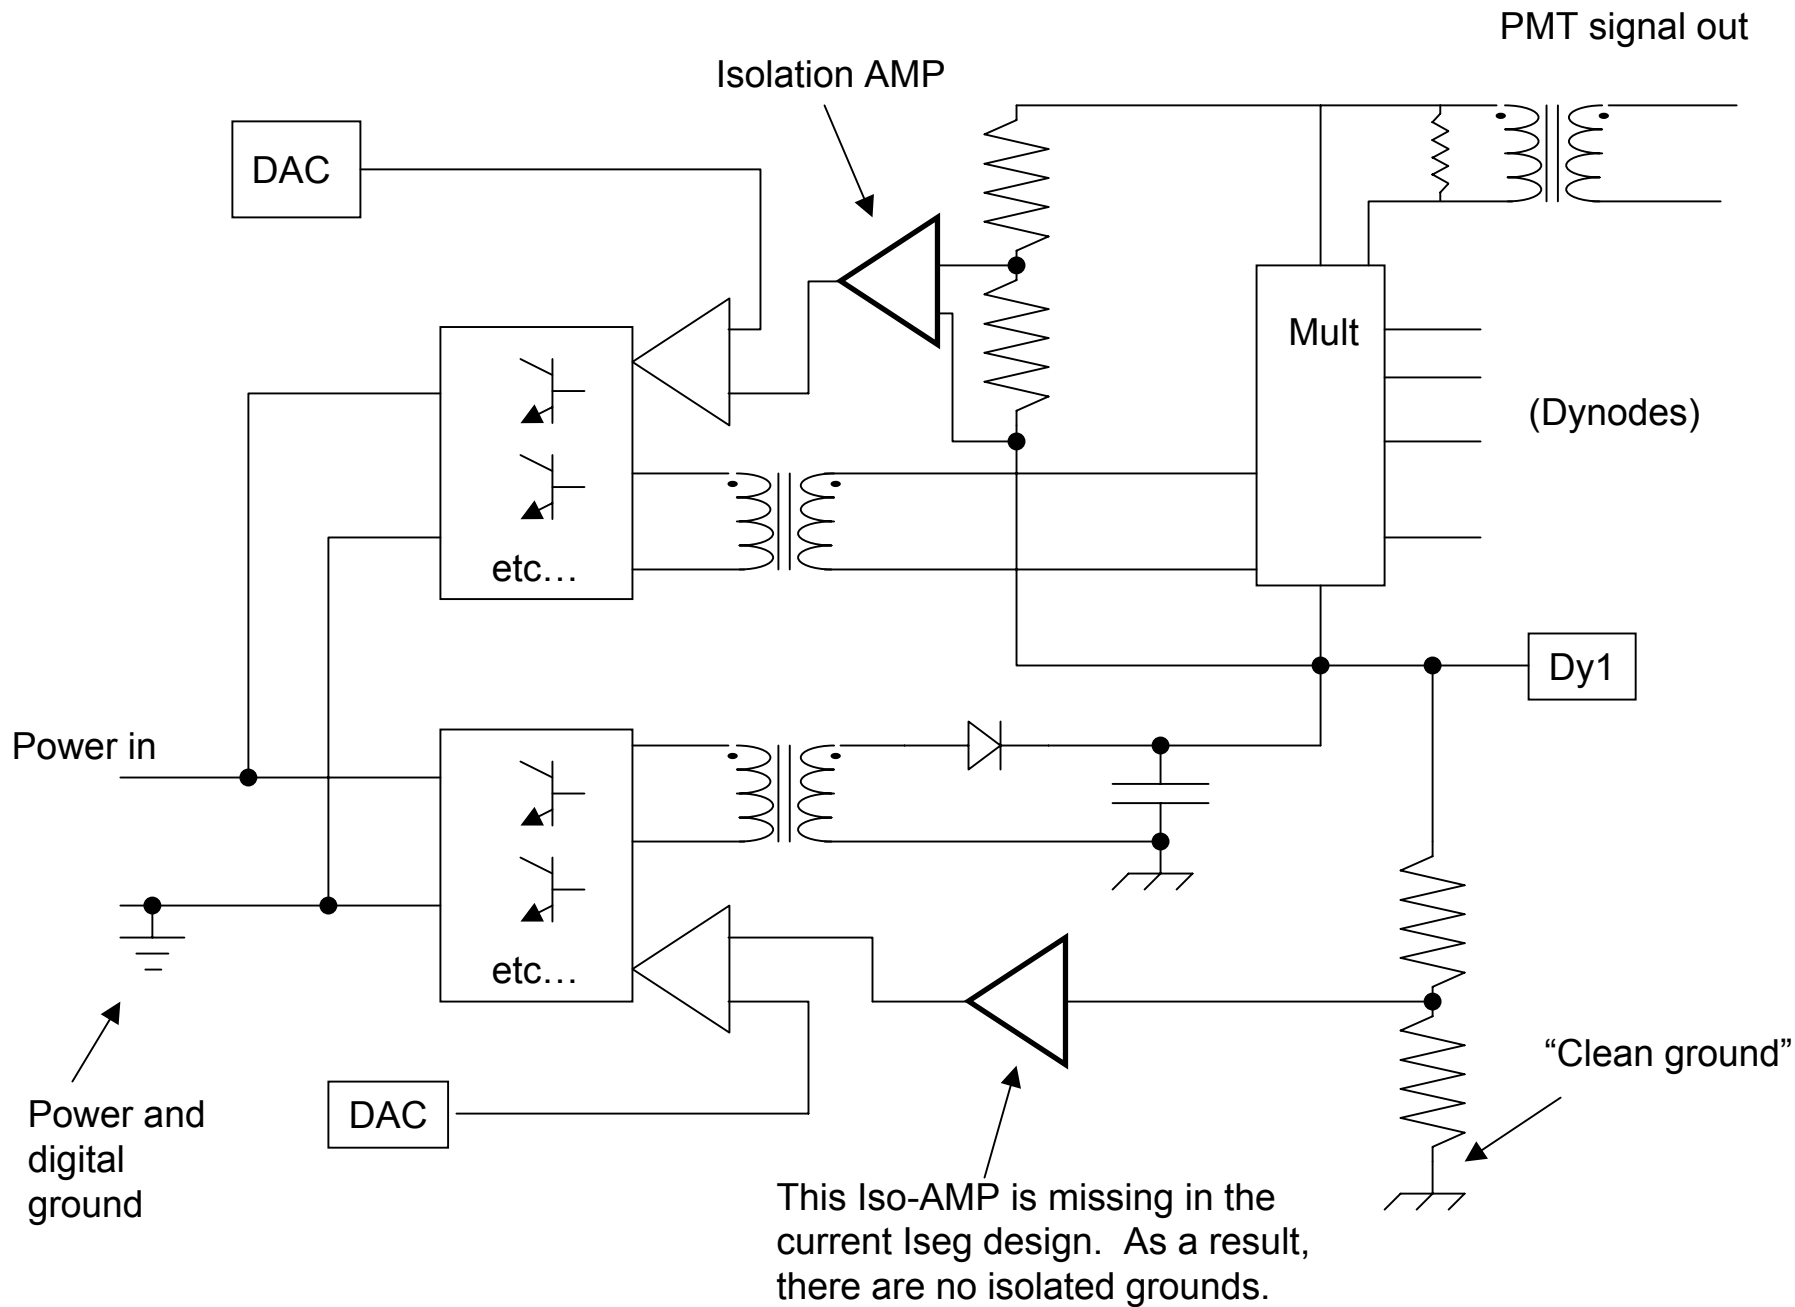 PMT signal out
Isolation AMP
DAC
Mult
(Dynodes)
etc…
Dy1
Power in
etc…
“Clean ground”
Power and
digital
ground
DAC
This Iso-AMP is missing in the
current Iseg design.  As a result,
there are no isolated grounds.